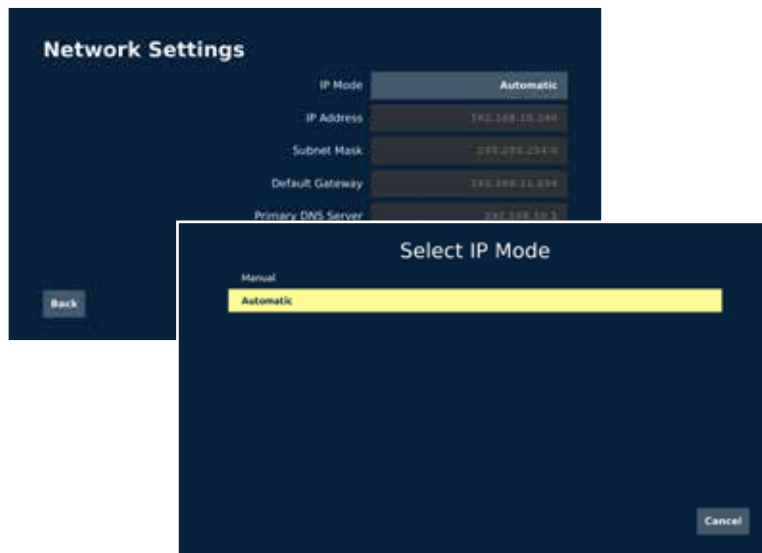 Network Settings
IP Mode Automatic
IP Address
Subnet Mask
Default Gateway
Primary DNS Server
Select IP Mode
Manual
Automatic
Back
Cancel